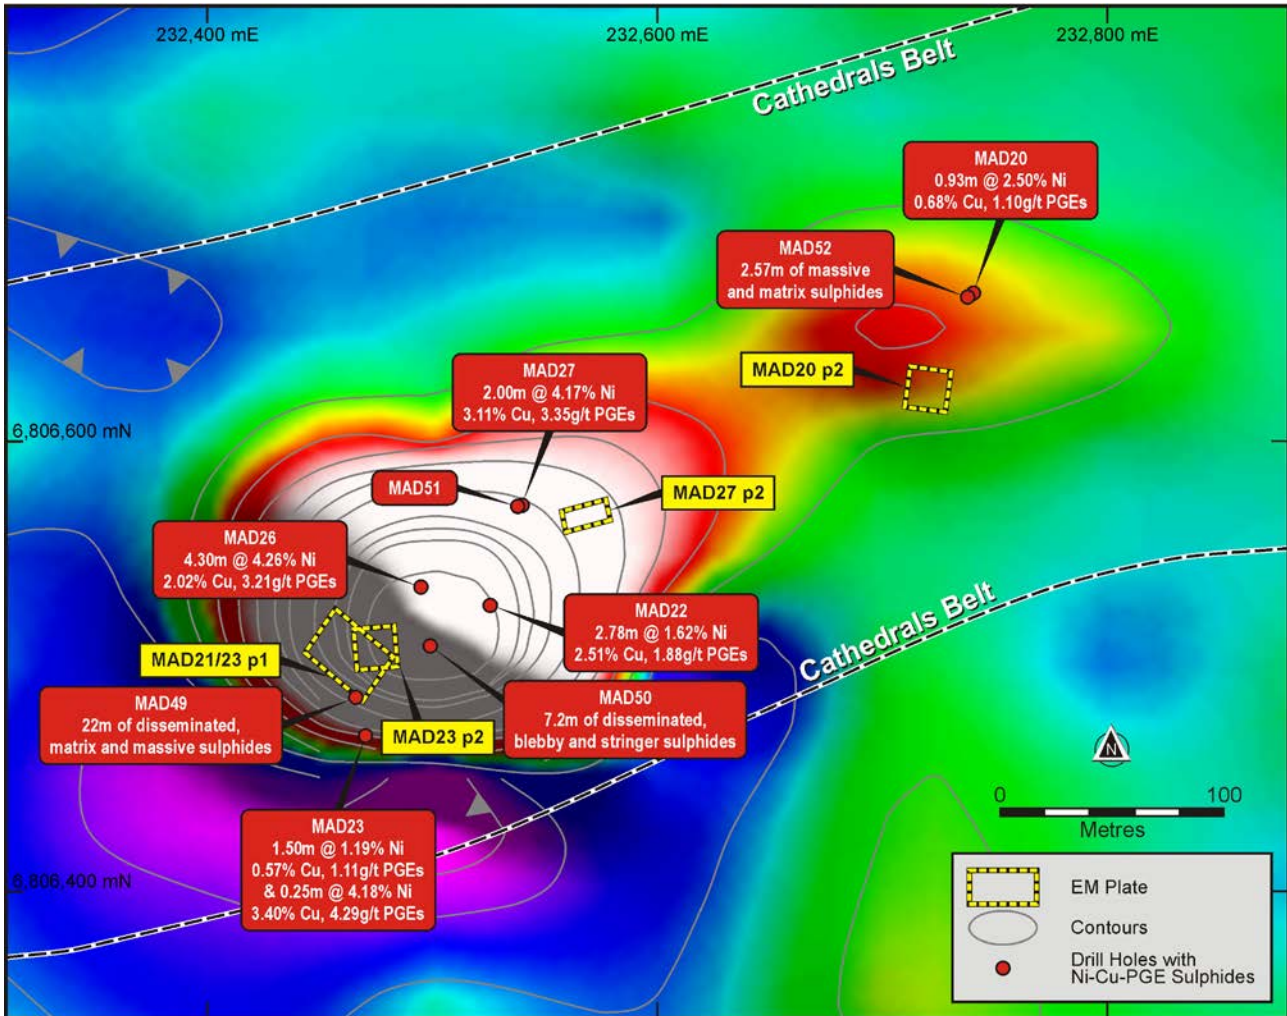 232,400 mE
232,600 mE
232,800 mE
Cathedrals Belt
MAD20
0.93m @ 2.50% Ni
0.68% Cu, 1.10g/t PGEs
MAD52
2.57m of massive
and matrix sulphides
MAD20 p2
MAD27
2.00m @ 4.17% Ni
3.11% Cu, 3.35g/t PGEs
6,806,600 mN
MAD51
MAD27 p2
MAD26
4.30m @ 4.26% Ni
2.02% Cu, 3.21g/t PGEs
MAD22
2.78m @ 1.62% Ni
2.51% Cu, 1.88g/t PGEs
Cathedrals Belt
MAD21/23 p1
MAD49
22m of disseminated,
matrix and massive sulphides
MAD23 p2
MAD50
7.2m of disseminated,
blebby and stringer sulphides
MAD23
1.50m @ 1.19% Ni
0.57% Cu, 1.11g/t PGEs
& 0.25m @ 4.18% Ni
3.40% Cu, 4.29g/t PGEs
6,806,400 mN
N
0 100
Metres
EM Plate
Contours
Drill Holes with
Ni-Cu-PGE Sulphides